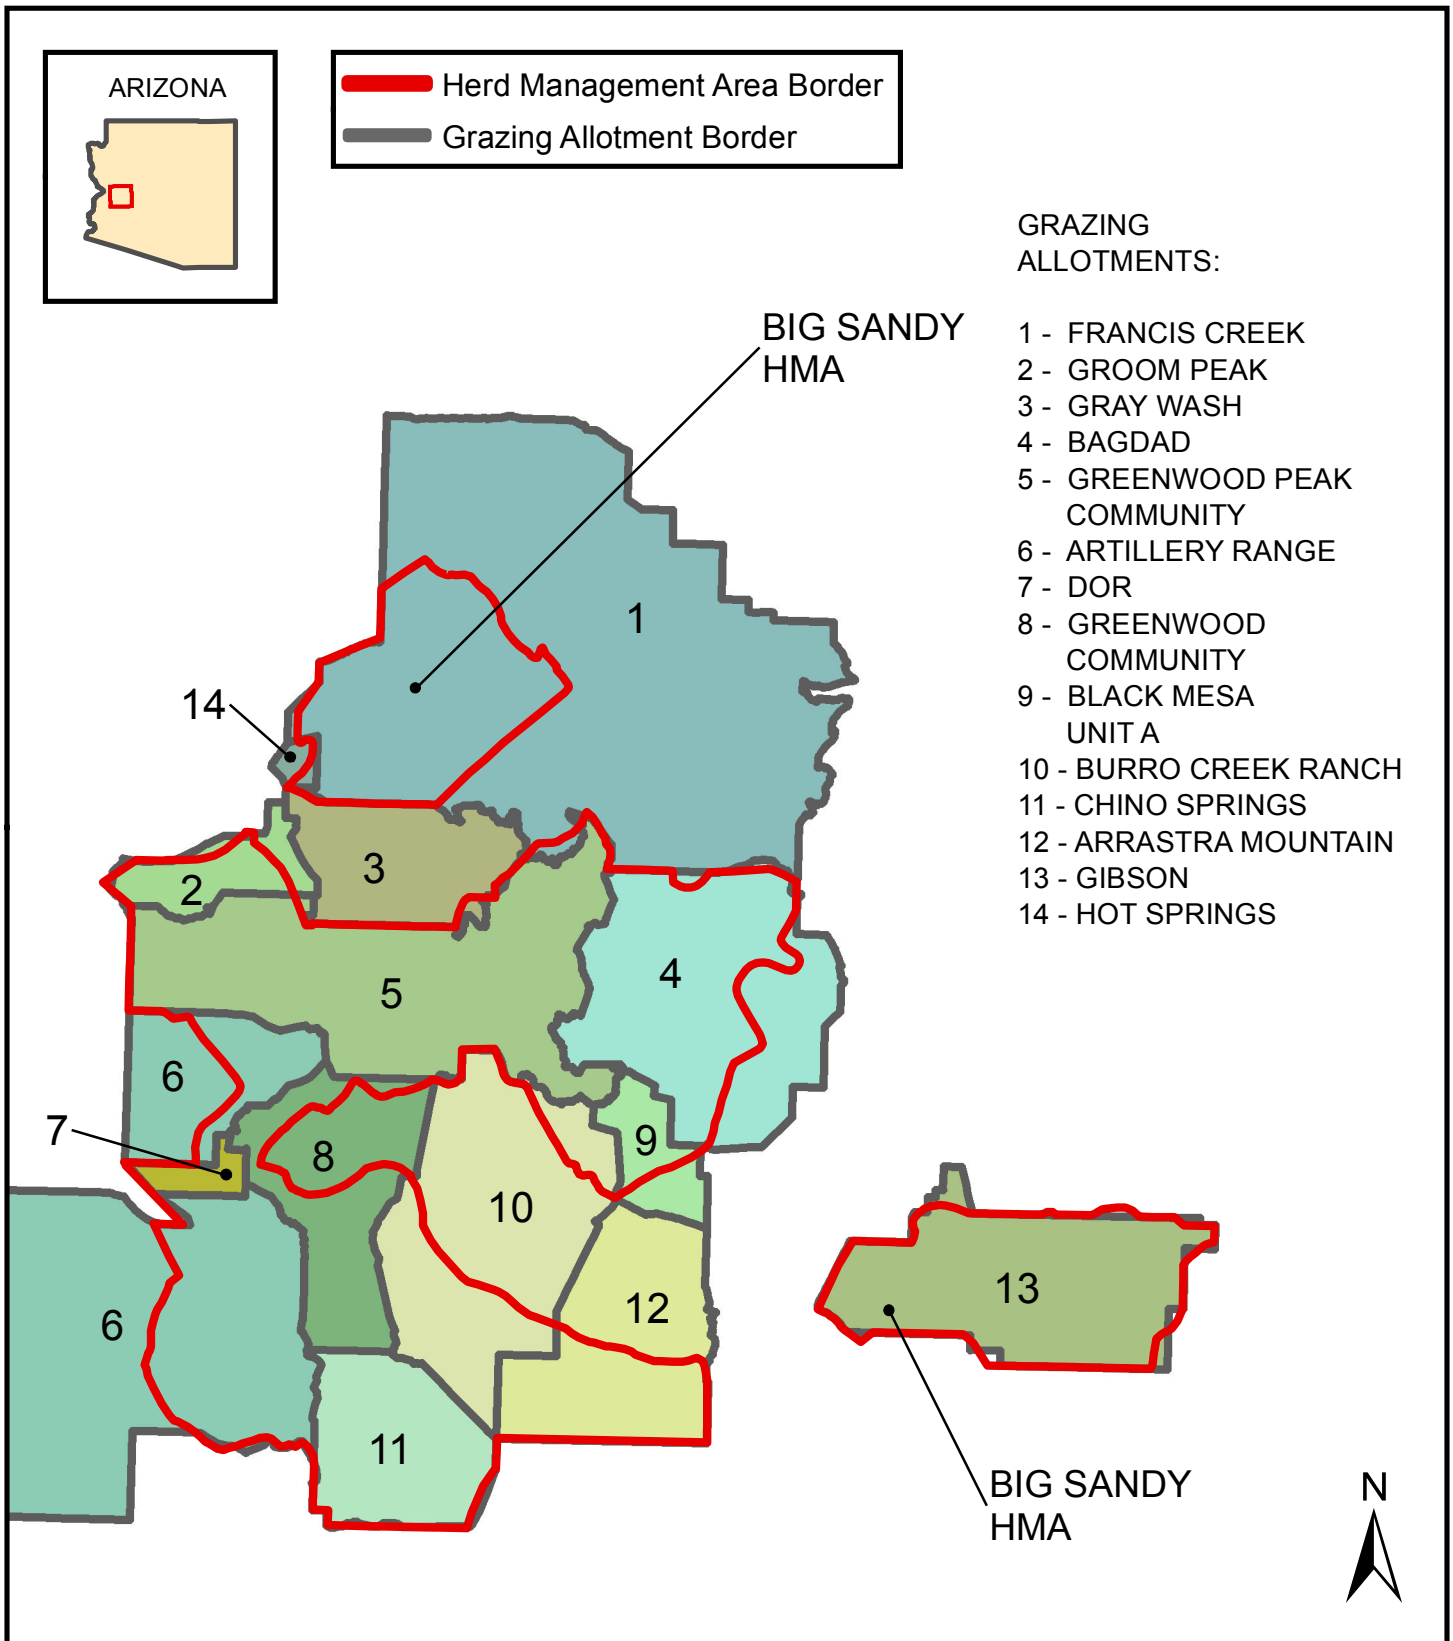 ARIZONA
Herd Management Area Border
Grazing Allotment Border
GRAZING
ALLOTMENTS:
1 - FRANCIS CREEK
2 - GROOM PEAK
3 - GRAY WASH
4 - BAGDAD
5 - GREENWOOD PEAK
COMMUNITY
6 - ARTILLERY RANGE
7 - DOR
8 - GREENWOOD
COMMUNITY
9 - BLACK MESA
UNIT A
10 - BURRO CREEK RANCH
11 - CHINO SPRINGS
12 - ARRASTRA MOUNTAIN
13 - GIBSON
14 - HOT SPRINGS
BIG SANDY
HMA
1
14
3
2
4
5
6
7
9
8
10
13
12
6
11
BIG SANDY
HMA
N